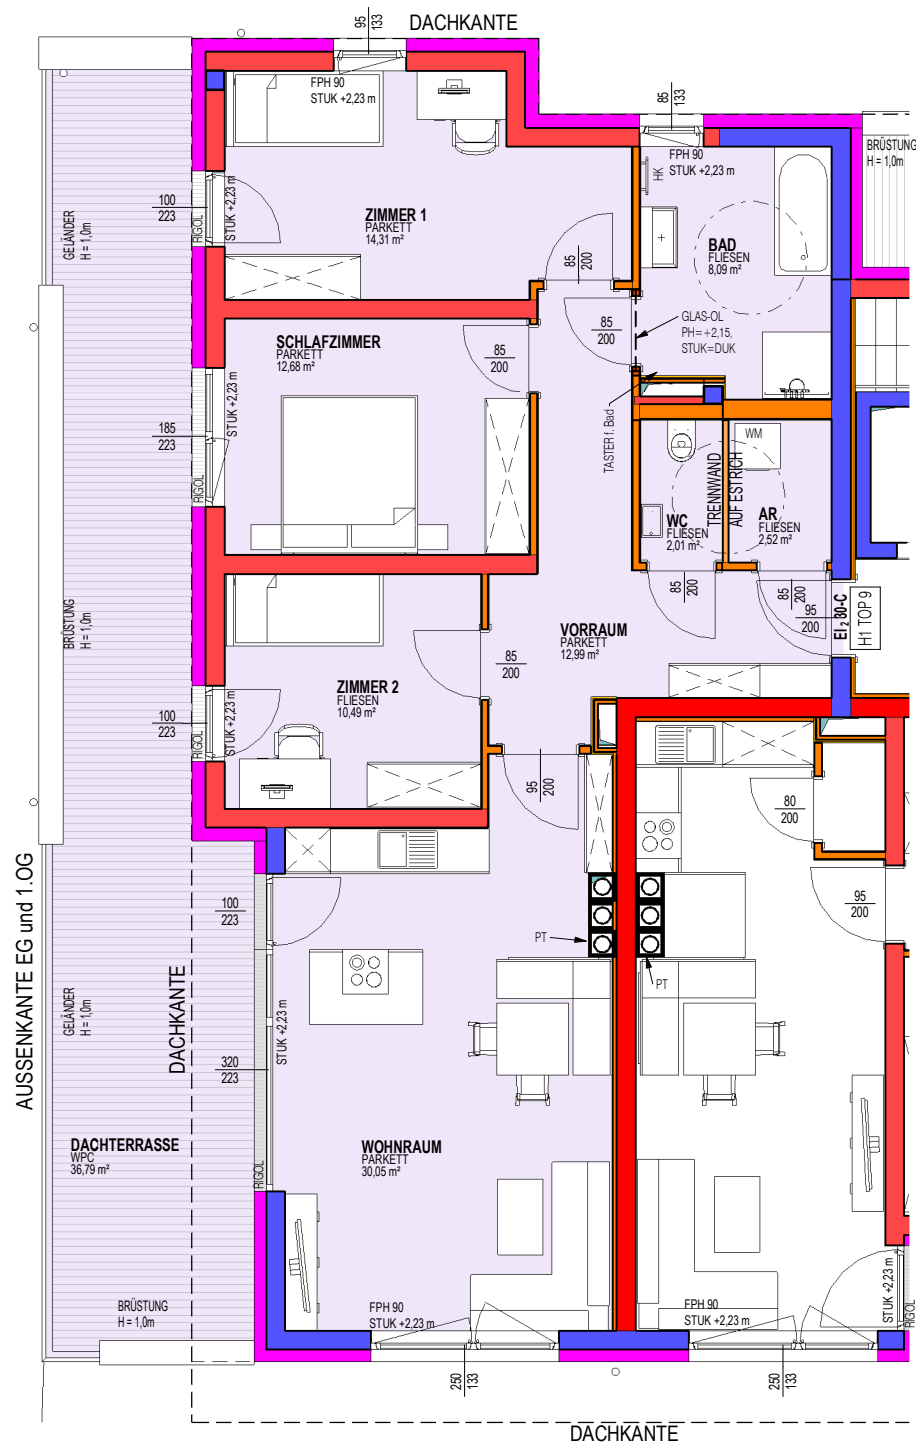 DACHKANTE
95
133
FPH 90
STUK +2,23 m
85
133
FPH 90
STUK +2,23 m
BRÜSTUNG
H = 1,0m
HK
100
223
RIGOL
STUK +2,23 m
GELÄNDER
H = 1,0m
ZIMMER 1
PARKETT
14,31 m²
BAD
FLIESEN
8,09 m²
85
200
85
200
GLAS-OL
PH=+2,15,
STUK=DUK
SCHLAFZIMMER
PARKETT
12,68 m²
85
200
STUK +2,23 m
185
223
RIGOL
TASTER f. Bad
WM
TRENNWAND
AUF ESTRICH
WC
FLIESEN
2,01 m²
AR
FLIESEN
2,52 m²
85
200
85
200
95
200
EI₂ 30-C
H1 TOP 9
BRÜSTUNG
H = 1,0m
VORRAUM
PARKETT
12,99 m²
85
200
ZIMMER 2
FLIESEN
10,49 m²
100
223
RIGOL
STUK +2,23 m
95
200
80
200
95
200
AUSSENKANTE EG und 1.OG
100
223
PT
PT
DACHKANTE
GELÄNDER
H = 1,0m
STUK +2,23 m
320
223
DACHTERRASSE
WPC
36,79 m²
WOHNRAUM
PARKETT
30,05 m²
RIGOL
BRÜSTUNG
H = 1,0m
FPH 90
STUK +2,23 m
FPH 90
STUK +2,23 m
STUK +2,23 m
RIGOL
250
133
250
133
DACHKANTE